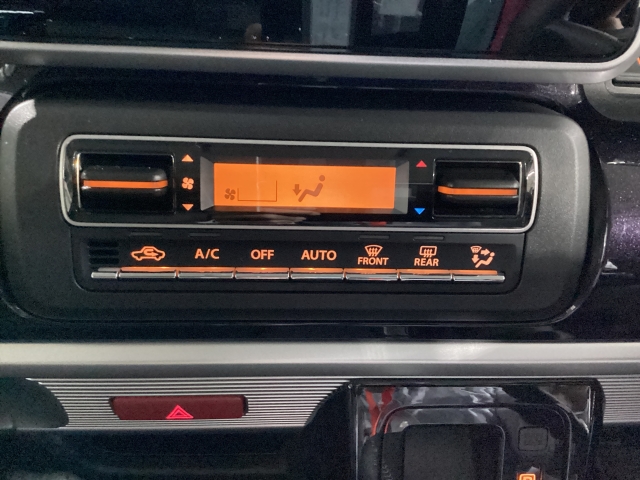 A/C OFF AUTO FRONT REAR